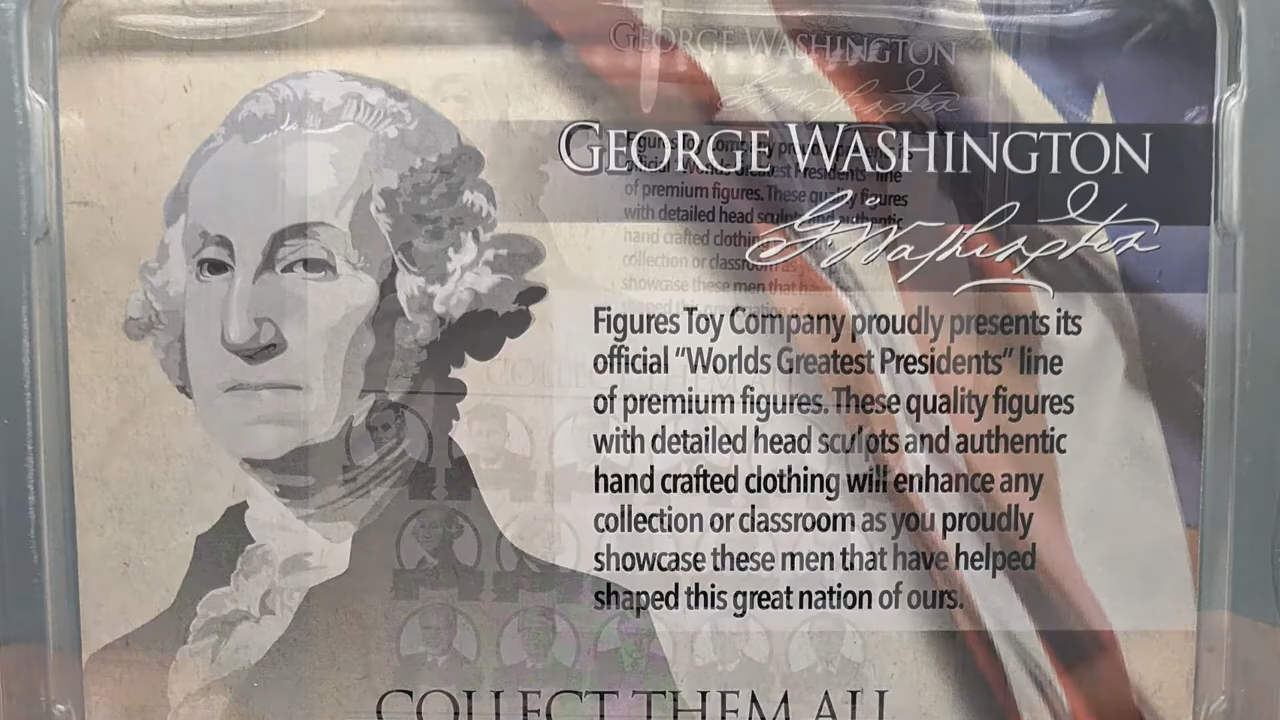 GEORGE WASHINGTON
GEORGE WASHINGTON
G Washington
Figures Toy Company proudly presents its
official “Worlds Greatest Presidents” line
of premium figures. These quality figures
with detailed head sculpts and authentic
hand crafted clothing will enhance any
collection or classroom as you proudly
showcase these men that have helped
shaped this great nation of ours.
COLLECT THEM ALL